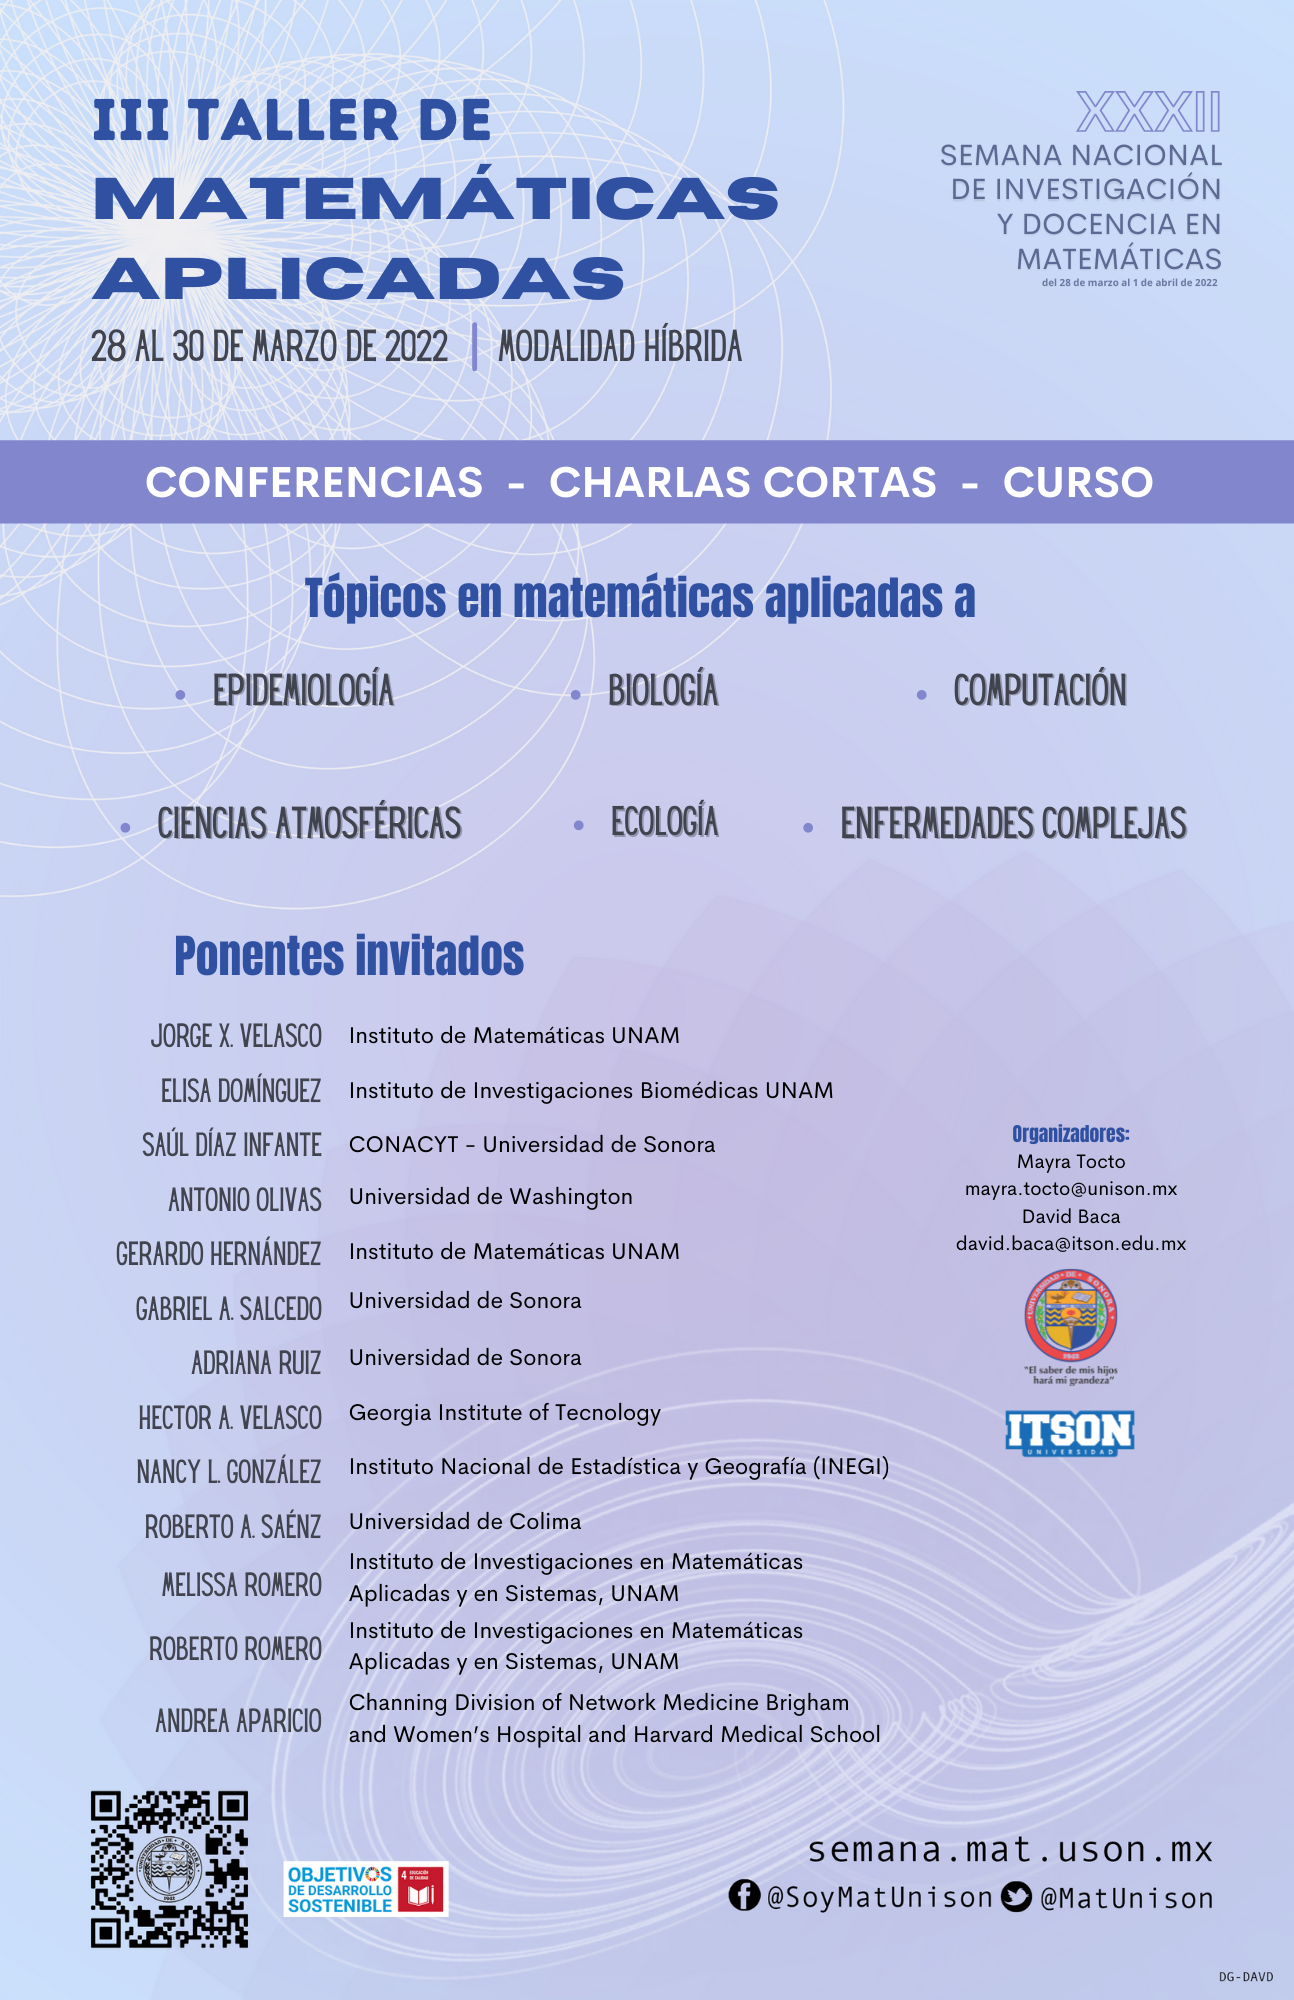 III TALLER DE
MATEMÁTICAS
APLICADAS
28 AL 30 DE MARZO DE 2022 | MODALIDAD HÍBRIDA
XXXII
SEMANA NACIONAL
DE INVESTIGACIÓN
Y DOCENCIA EN
MATEMÁTICAS
del 28 de marzo al 1 de abril de 2022
CONFERENCIAS - CHARLAS CORTAS - CURSO
Tópicos en matemáticas aplicadas a
• EPIDEMIOLOGÍA • BIOLOGÍA • COMPUTACIÓN
• CIENCIAS ATMOSFÉRICAS • ECOLOGÍA • ENFERMEDADES COMPLEJAS
Ponentes invitados
JORGE X. VELASCO Instituto de Matemáticas UNAM
ELISA DOMÍNGUEZ Instituto de Investigaciones Biomédicas UNAM
SAÚL DÍAZ INFANTE CONACYT - Universidad de Sonora
ANTONIO OLIVAS Universidad de Washington
GERARDO HERNÁNDEZ Instituto de Matemáticas UNAM
GABRIEL A. SALCEDO Universidad de Sonora
ADRIANA RUIZ Universidad de Sonora
HECTOR A. VELASCO Georgia Institute of Tecnology
NANCY L. GONZÁLEZ Instituto Nacional de Estadística y Geografía (INEGI)
ROBERTO A. SAÉNZ Universidad de Colima
MELISSA ROMERO Instituto de Investigaciones en Matemáticas
Aplicadas y en Sistemas, UNAM
ROBERTO ROMERO Instituto de Investigaciones en Matemáticas
Aplicadas y en Sistemas, UNAM
ANDREA APARICIO Channing Division of Network Medicine Brigham
and Women's Hospital and Harvard Medical School
Organizadores:
Mayra Tocto
mayra.tocto@unison.mx
David Baca
david.baca@itson.edu.mx
UNIVERSIDAD DE SONORA
1942
"El saber de mis hijos
hará mi grandeza"
ITSON
UNIVERSIDAD
UNIVERSIDAD DE SONORA
1942
OBJETIVOS
DE DESARROLLO
SOSTENIBLE
4 EDUCACIÓN
DE CALIDAD
semana.mat.uson.mx
@SoyMatUnison @MatUnison
DG-DAVD